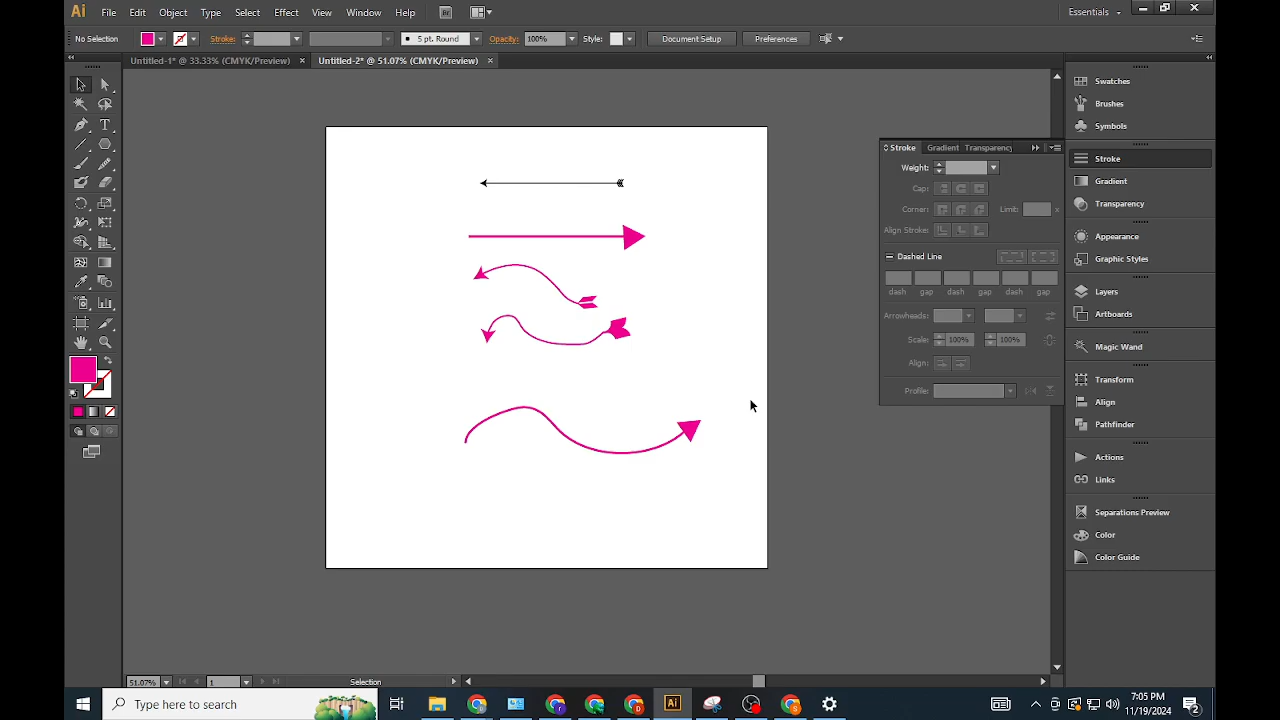 Ai File Edit Object Type Select Effect View Window Help Br Essentials
No Selection Stroke: 5 pt. Round Opacity: 100% Style: Document Setup Preferences
Untitled-1* @ 33.33% (CMYK/Preview) × Untitled-2* @ 51.07% (CMYK/Preview) ×
Swatches
Brushes
Symbols
Stroke
Gradient
Transparency
Appearance
Graphic Styles
Layers
Artboards
Magic Wand
Transform
Align
Pathfinder
Actions
Links
Separations Preview
Color
Color Guide
Stroke Gradient Transparency
Weight:
Cap:
Corner: Limit: x
Align Stroke:
Dashed Line
dash gap dash gap dash gap
Arrowheads:
Scale: 100% 100%
Align:
Profile:
51.07% 1 Selection
Type here to search
Ai
7:05 PM
11/19/2024